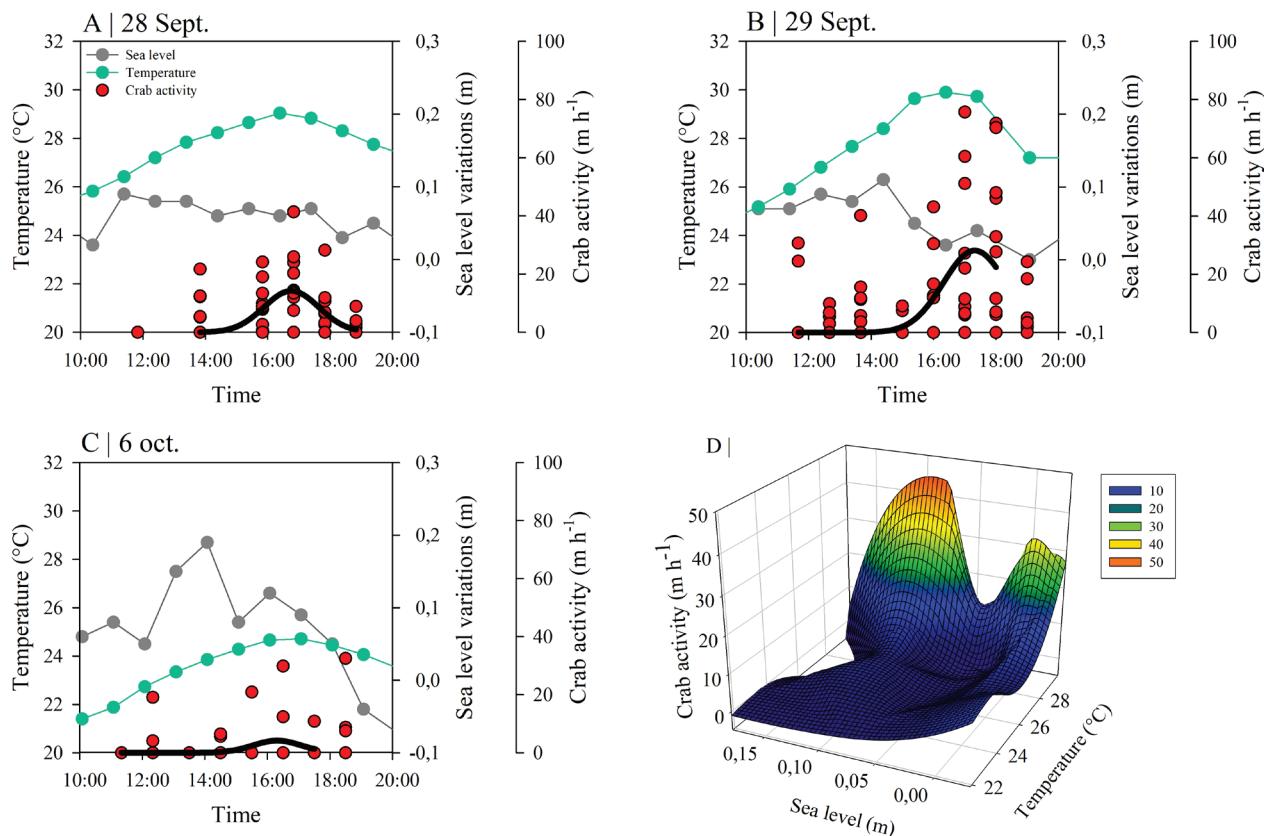 A | 28 Sept.
32
30
28
26
24
22
20
Temperature (°C)
Sea level
Temperature
Crab activity
0,3
0,2
0,1
0,0
-0,1
Sea level variations (m)
100
80
60
40
20
0
Crab activity (m h⁻¹)
10:00 12:00 14:00 16:00 18:00 20:00
Time
B | 29 Sept.
32
30
28
26
24
22
20
Temperature (°C)
0,3
0,2
0,1
0,0
-0,1
Sea level variations (m)
100
80
60
40
20
0
Crab activity (m h⁻¹)
10:00 12:00 14:00 16:00 18:00 20:00
Time
C | 6 oct.
32
30
28
26
24
22
20
Temperature (°C)
0,3
0,2
0,1
0,0
-0,1
Sea level variations (m)
100
80
60
40
20
0
Crab activity (m h⁻¹)
10:00 12:00 14:00 16:00 18:00 20:00
Time
D |
50
40
30
20
10
0
Crab activity (m h⁻¹)
0,15
0,10
0,05
0,00
Sea level (m)
22
24
26
28
Temperature (°C)
10
20
30
40
50